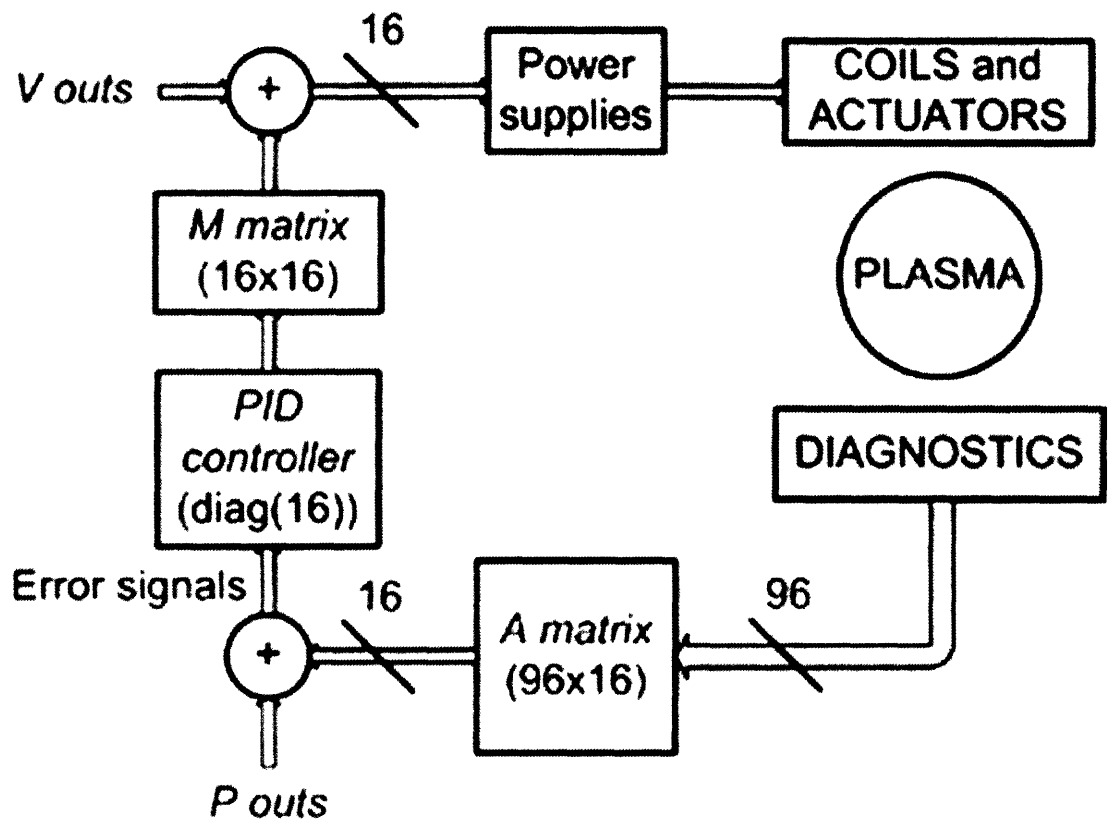 16
V outs
+
Power
supplies
COILS and
ACTUATORS
M matrix
(16x16)
PLASMA
PID
controller
(diag(16))
DIAGNOSTICS
Error signals
16
96
+
A matrix
(96x16)
P outs